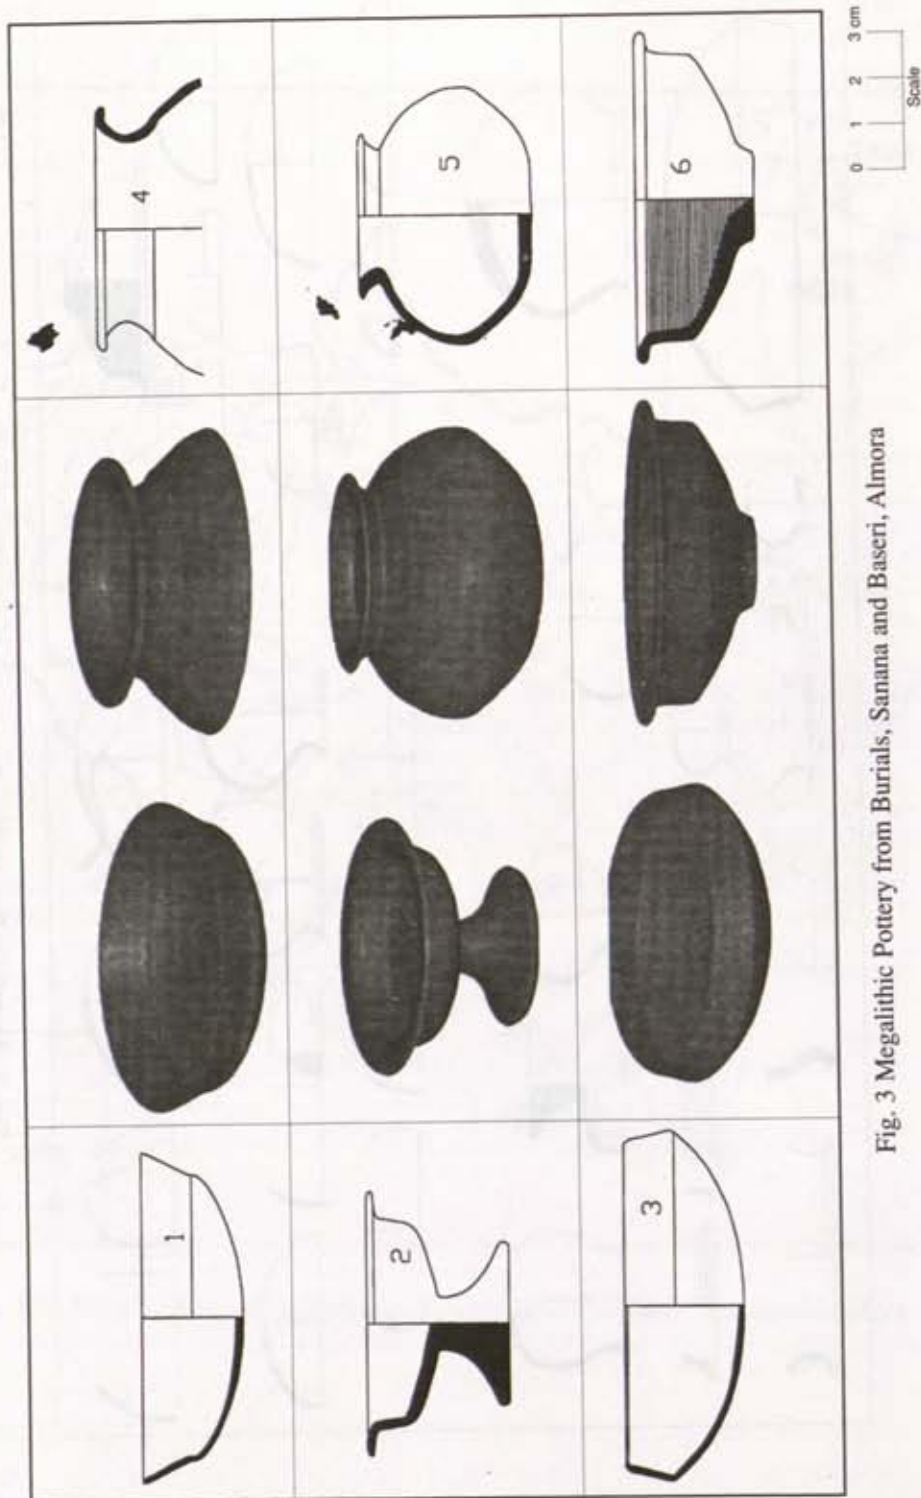 4
5
6
1
2
3
0 1 2 3 cm
Scale
Fig. 3 Megalithic Pottery from Burials, Sanana and Baseri, Almora